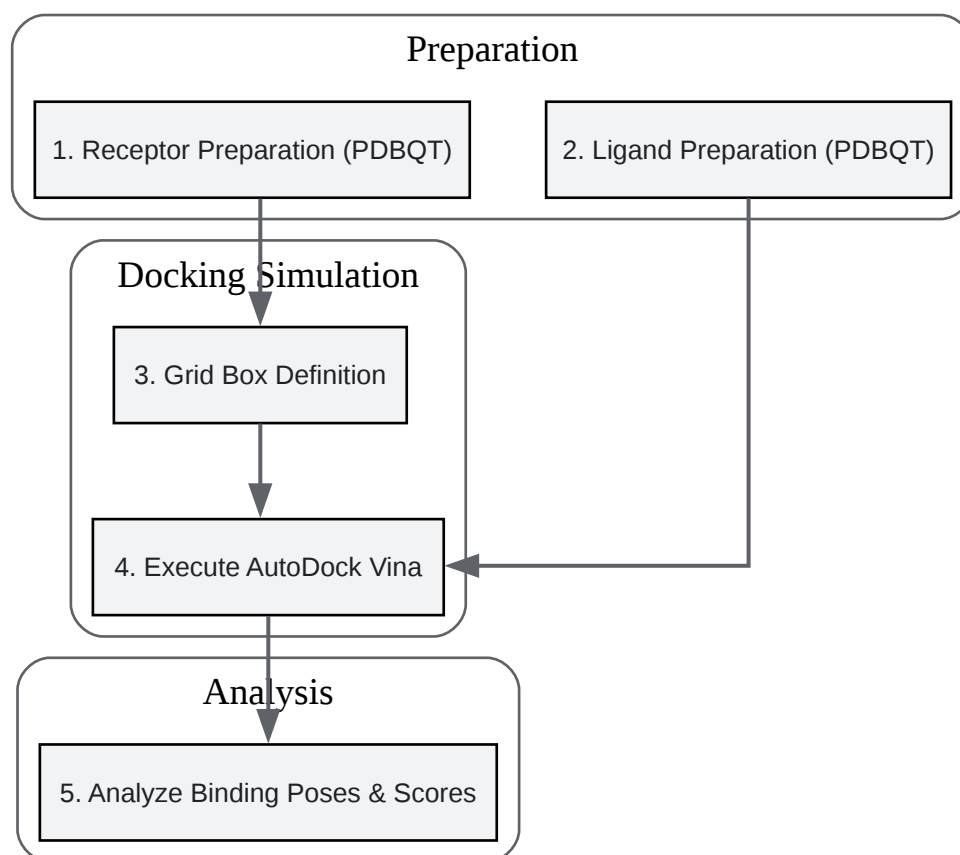 Preparation
1. Receptor Preparation (PDBQT)
2. Ligand Preparation (PDBQT)
Docking Simulation
3. Grid Box Definition
4. Execute AutoDock Vina
Analysis
5. Analyze Binding Poses & Scores